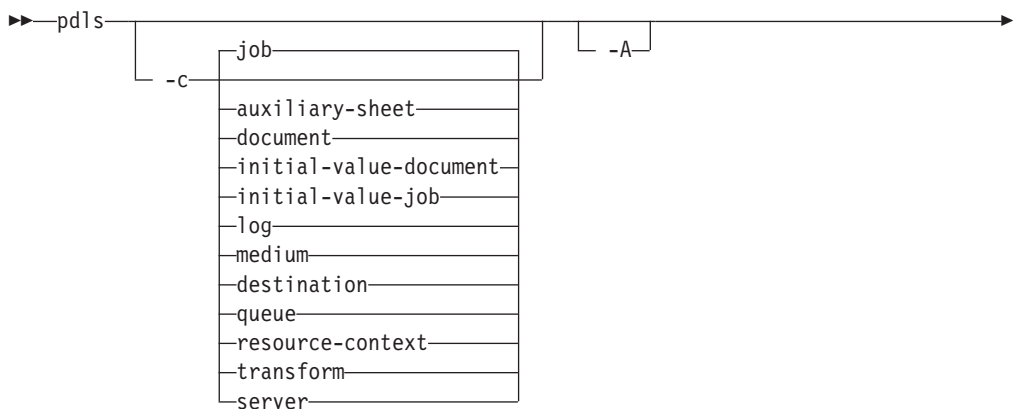 pdls
job
-A
-c
auxiliary-sheet
document
initial-value-document
initial-value-job
log
medium
destination
queue
resource-context
transform
server